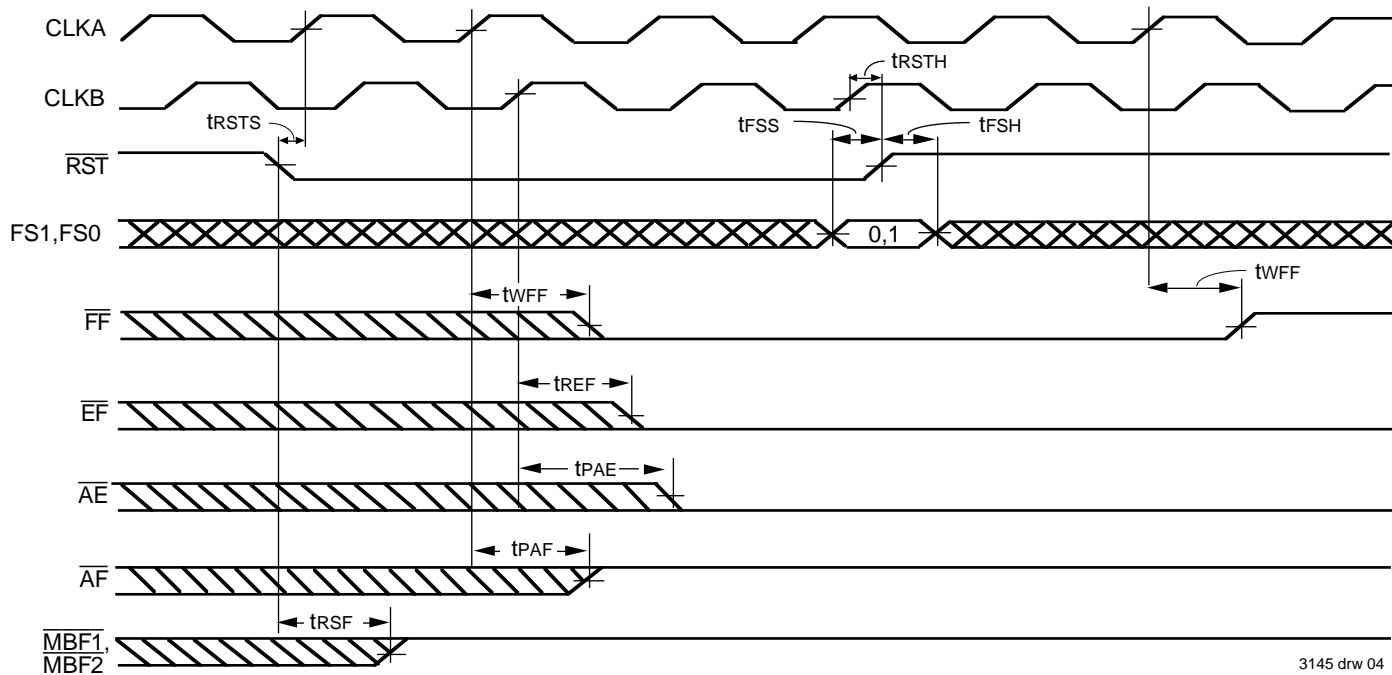 CLKA
tRSTH
CLKB
tRSTS
tFSS
tFSH
RST
FS1,FS0
0,1
tWFF
tWFF
FF
tREF
EF
tPAE
AE
tPAF
AF
tRSF
MBF1,
MBF2
3145 drw 04